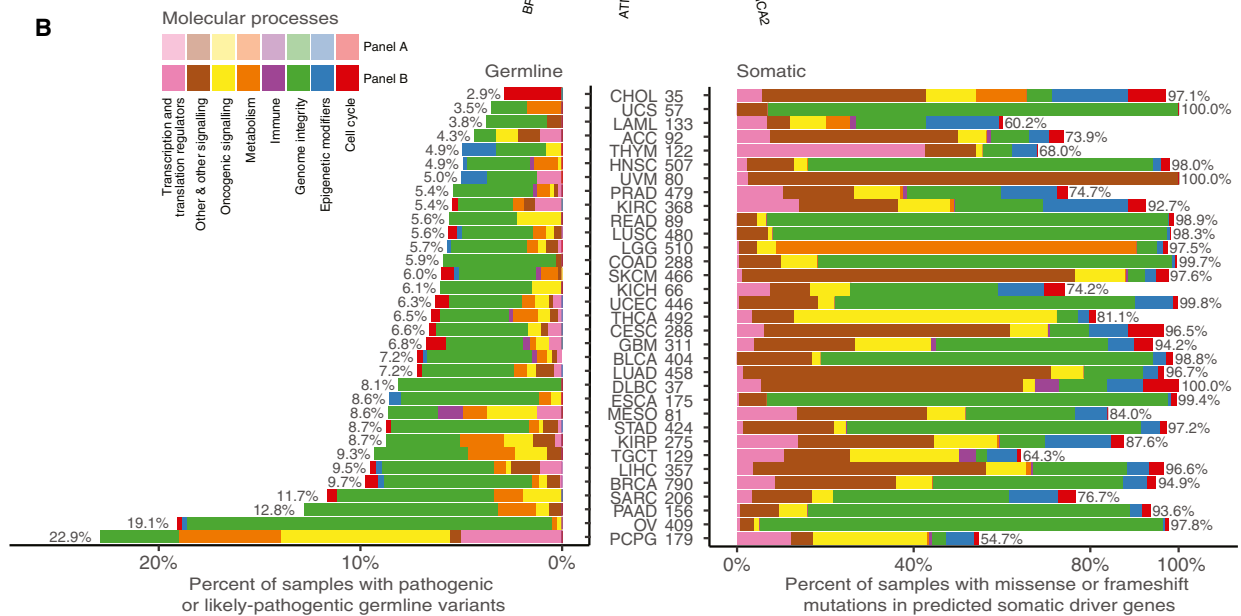 B
Molecular processes
Panel A
Panel B
Transcription and
translation regulators
Other & other signaling
Oncogenic signalling
Metabolism
Immune
Genome integrity
Epigenetic modifiers
Cell cycle
Germline
Somatic
2.9% CHOL 35 97.1%
3.5% UCS 57 100.0%
3.8% LAML 133 60.2%
4.3% ACC 92 73.9%
4.9% THYM 122 68.0%
4.9% HNSC 507 98.0%
5.0% UVM 80 100.0%
5.4% PRAD 479 74.7%
5.4% KIRC 368 92.7%
5.6% READ 89 98.9%
5.6% LUSC 480 98.3%
5.7% LGG 510 97.5%
5.9% COAD 288 99.7%
6.0% SKCM 466 97.6%
6.1% KICH 66 74.2%
6.3% UCEC 446 99.8%
6.5% THCA 492 81.1%
6.6% CESC 288 96.5%
6.8% GBM 311 94.2%
7.2% BLCA 404 98.8%
7.2% LUAD 458 96.7%
8.1% DLBC 37 100.0%
8.6% ESCA 175 99.4%
8.6% MESO 81 84.0%
8.7% STAD 424 97.2%
8.7% KIRP 275 87.6%
9.3% TGCT 129 64.3%
9.5% LIHC 357 96.6%
9.7% BRCA 790 94.9%
11.7% SARC 206 76.7%
12.8% PAAD 156 93.6%
19.1% OV 409 97.8%
22.9% PCPG 179 54.7%
20% 10% 0%
0% 40% 80% 100%
Percent of samples with pathogenic
or likely-pathogentic germline variants
Percent of samples with missense or frameshift
mutations in predicted somatic driver genes